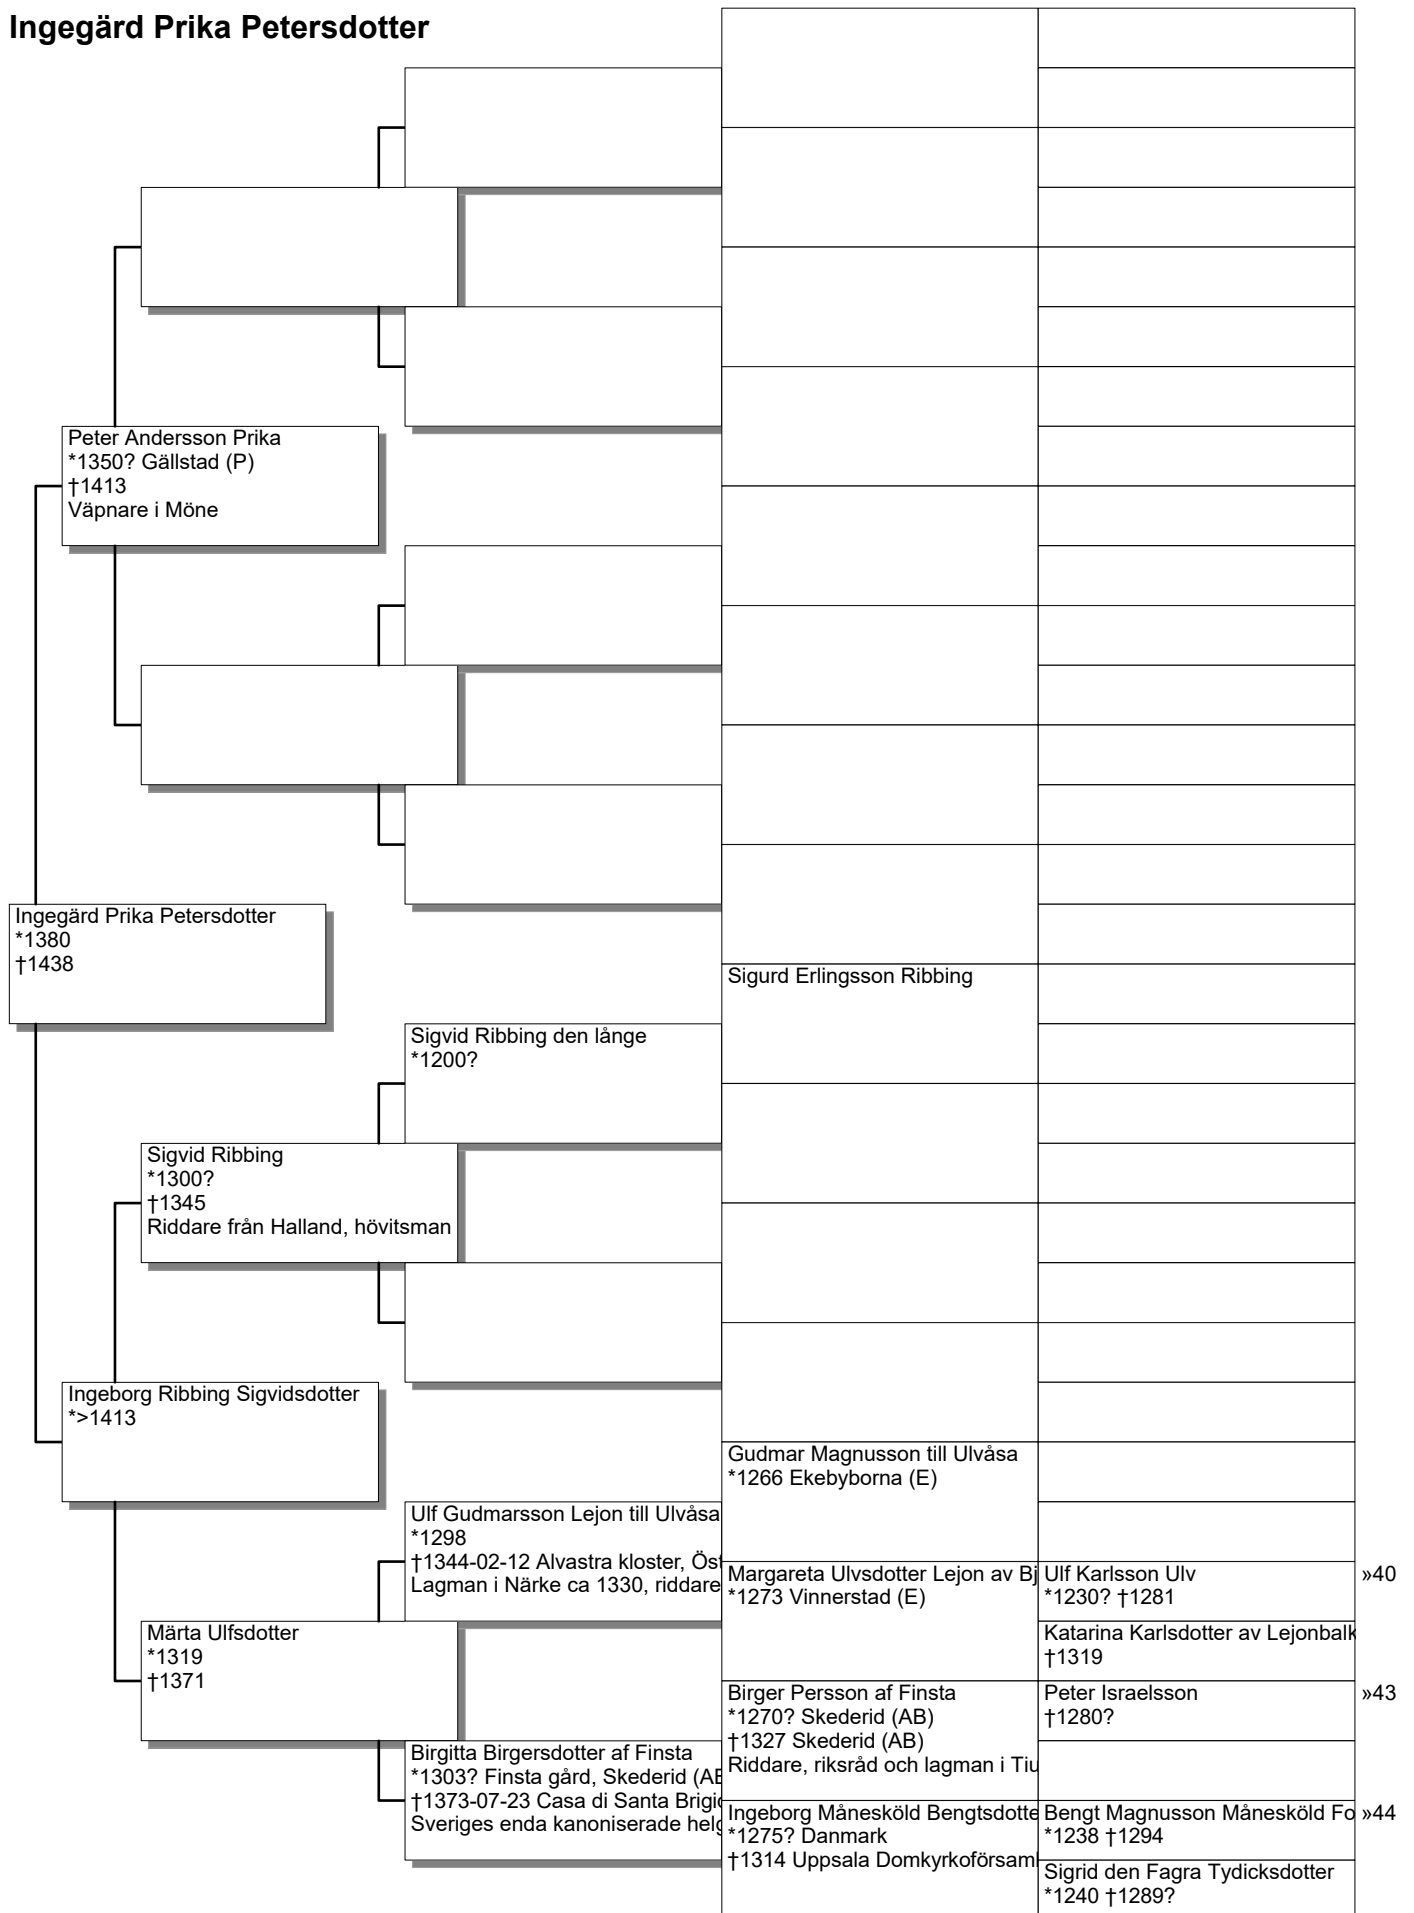 Ingegärd Prika Petersdotter
Peter Andersson Prika
*1350? Gällstad (P)
†1413
Väpnare i Möne
Ingegärd Prika Petersdotter
*1380
†1438
Sigurd Erlingsson Ribbing
Sigvid Ribbing den långe
*1200?
Sigvid Ribbing
*1300?
†1345
Riddare från Halland, hövitsman
Ingeborg Ribbing Sigvidsdotter
*>1413
Gudmar Magnusson till Ulvåsa
*1266 Ekebyborna (E)
Ulf Gudmarsson Lejon till Ulvåsa
*1298
†1344-02-12 Alvastra kloster, Öst
Lagman i Närke ca 1330, riddare
Margareta Ulvsdotter Lejon av Bj
*1273 Vinnerstad (E)
Ulf Karlsson Ulv
*1230? †1281
»40
Katarina Karlsdotter av Lejonbalk
†1319
Märta Ulfsdotter
*1319
†1371
Birger Persson af Finsta
*1270? Skederid (AB)
†1327 Skederid (AB)
Riddare, riksråd och lagman i Tiu
Peter Israelsson
†1280?
»43
Birgitta Birgersdotter af Finsta
*1303? Finsta gård, Skederid (AB
†1373-07-23 Casa di Santa Brigid
Sveriges enda kanoniserade helg
Ingeborg Månesköld Bengtsdotte
*1275? Danmark
†1314 Uppsala Domkyrkoförsaml
Bengt Magnusson Månesköld Fo
*1238 †1294
»44
Sigrid den Fagra Tydicksdotter
*1240 †1289?